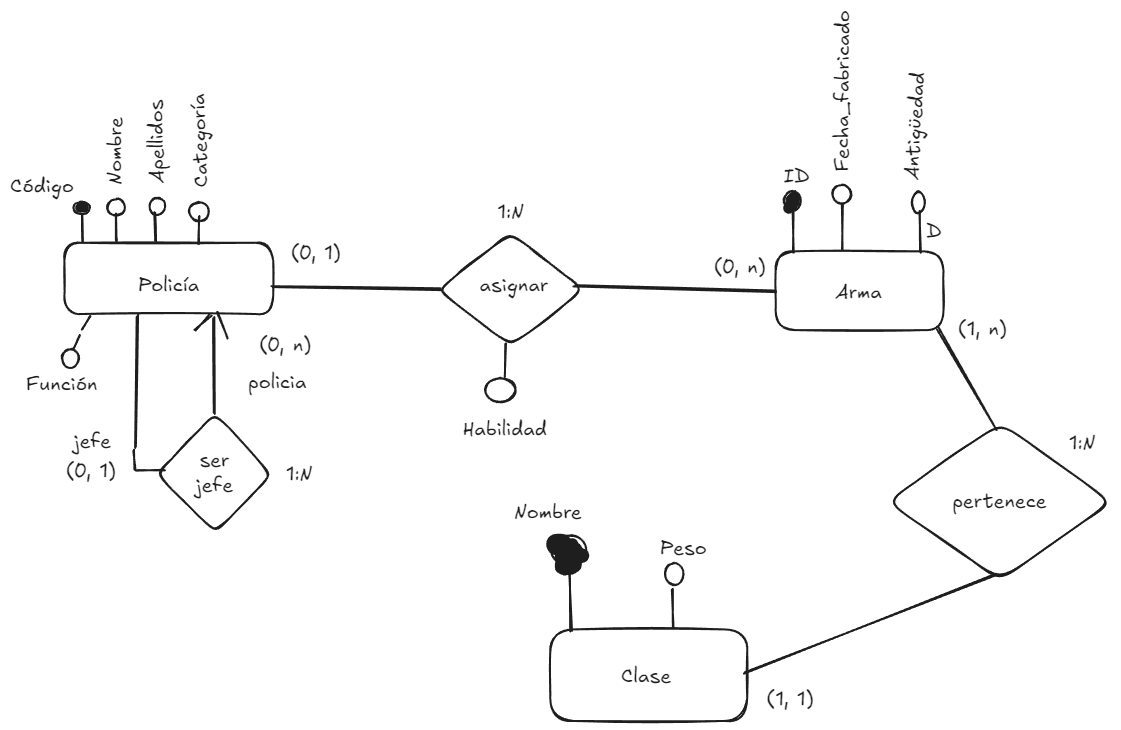 Código
Nombre
Apellidos
Categoría
Policía
Función
(0, 1)
1:N
asignar
Habilidad
(0, n)
ID
Fecha_fabricado
Antigüedad
D
Arma
(1, n)
(0, n)
policia
jefe
(0, 1)
ser
jefe
1:N
1:N
pertenece
Nombre
Peso
Clase
(1, 1)